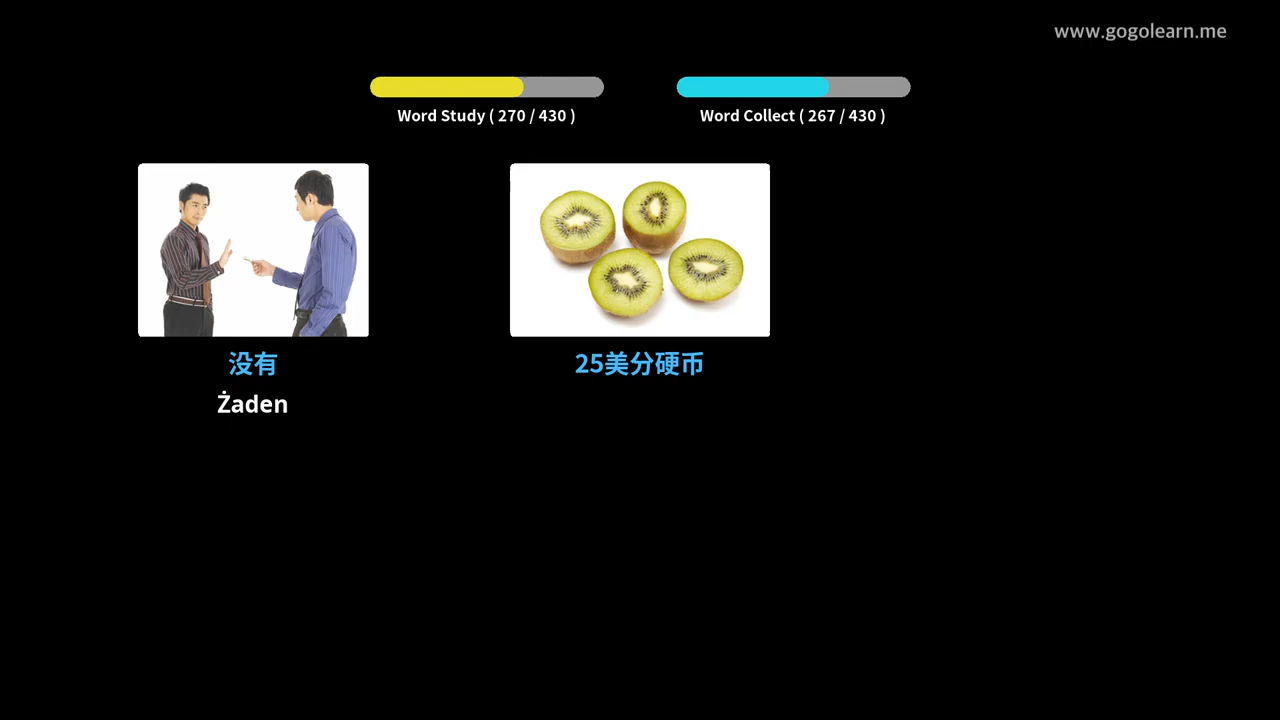 www.gogolearn.me
Word Study ( 270 / 430 )
Word Collect ( 267 / 430 )
没有
Żaden
25美分硬币